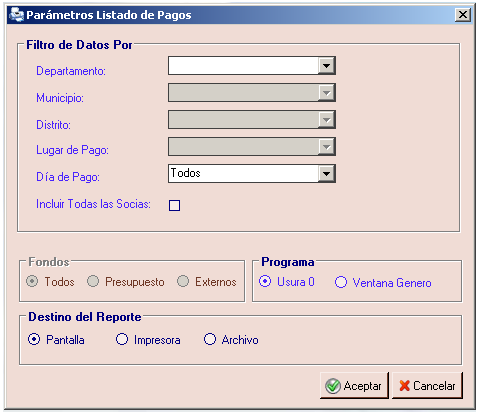 Parámetros Listado de Pagos
Filtro de Datos Por
Departamento:
Municipio:
Distrito:
Lugar de Pago:
Día de Pago: Todos
Incluir Todas las Socias:
Fondos
Todos Presupuesto Externos
Programa
Usura 0 Ventana Genero
Destino del Reporte
Pantalla Impresora Archivo
Aceptar Cancelar